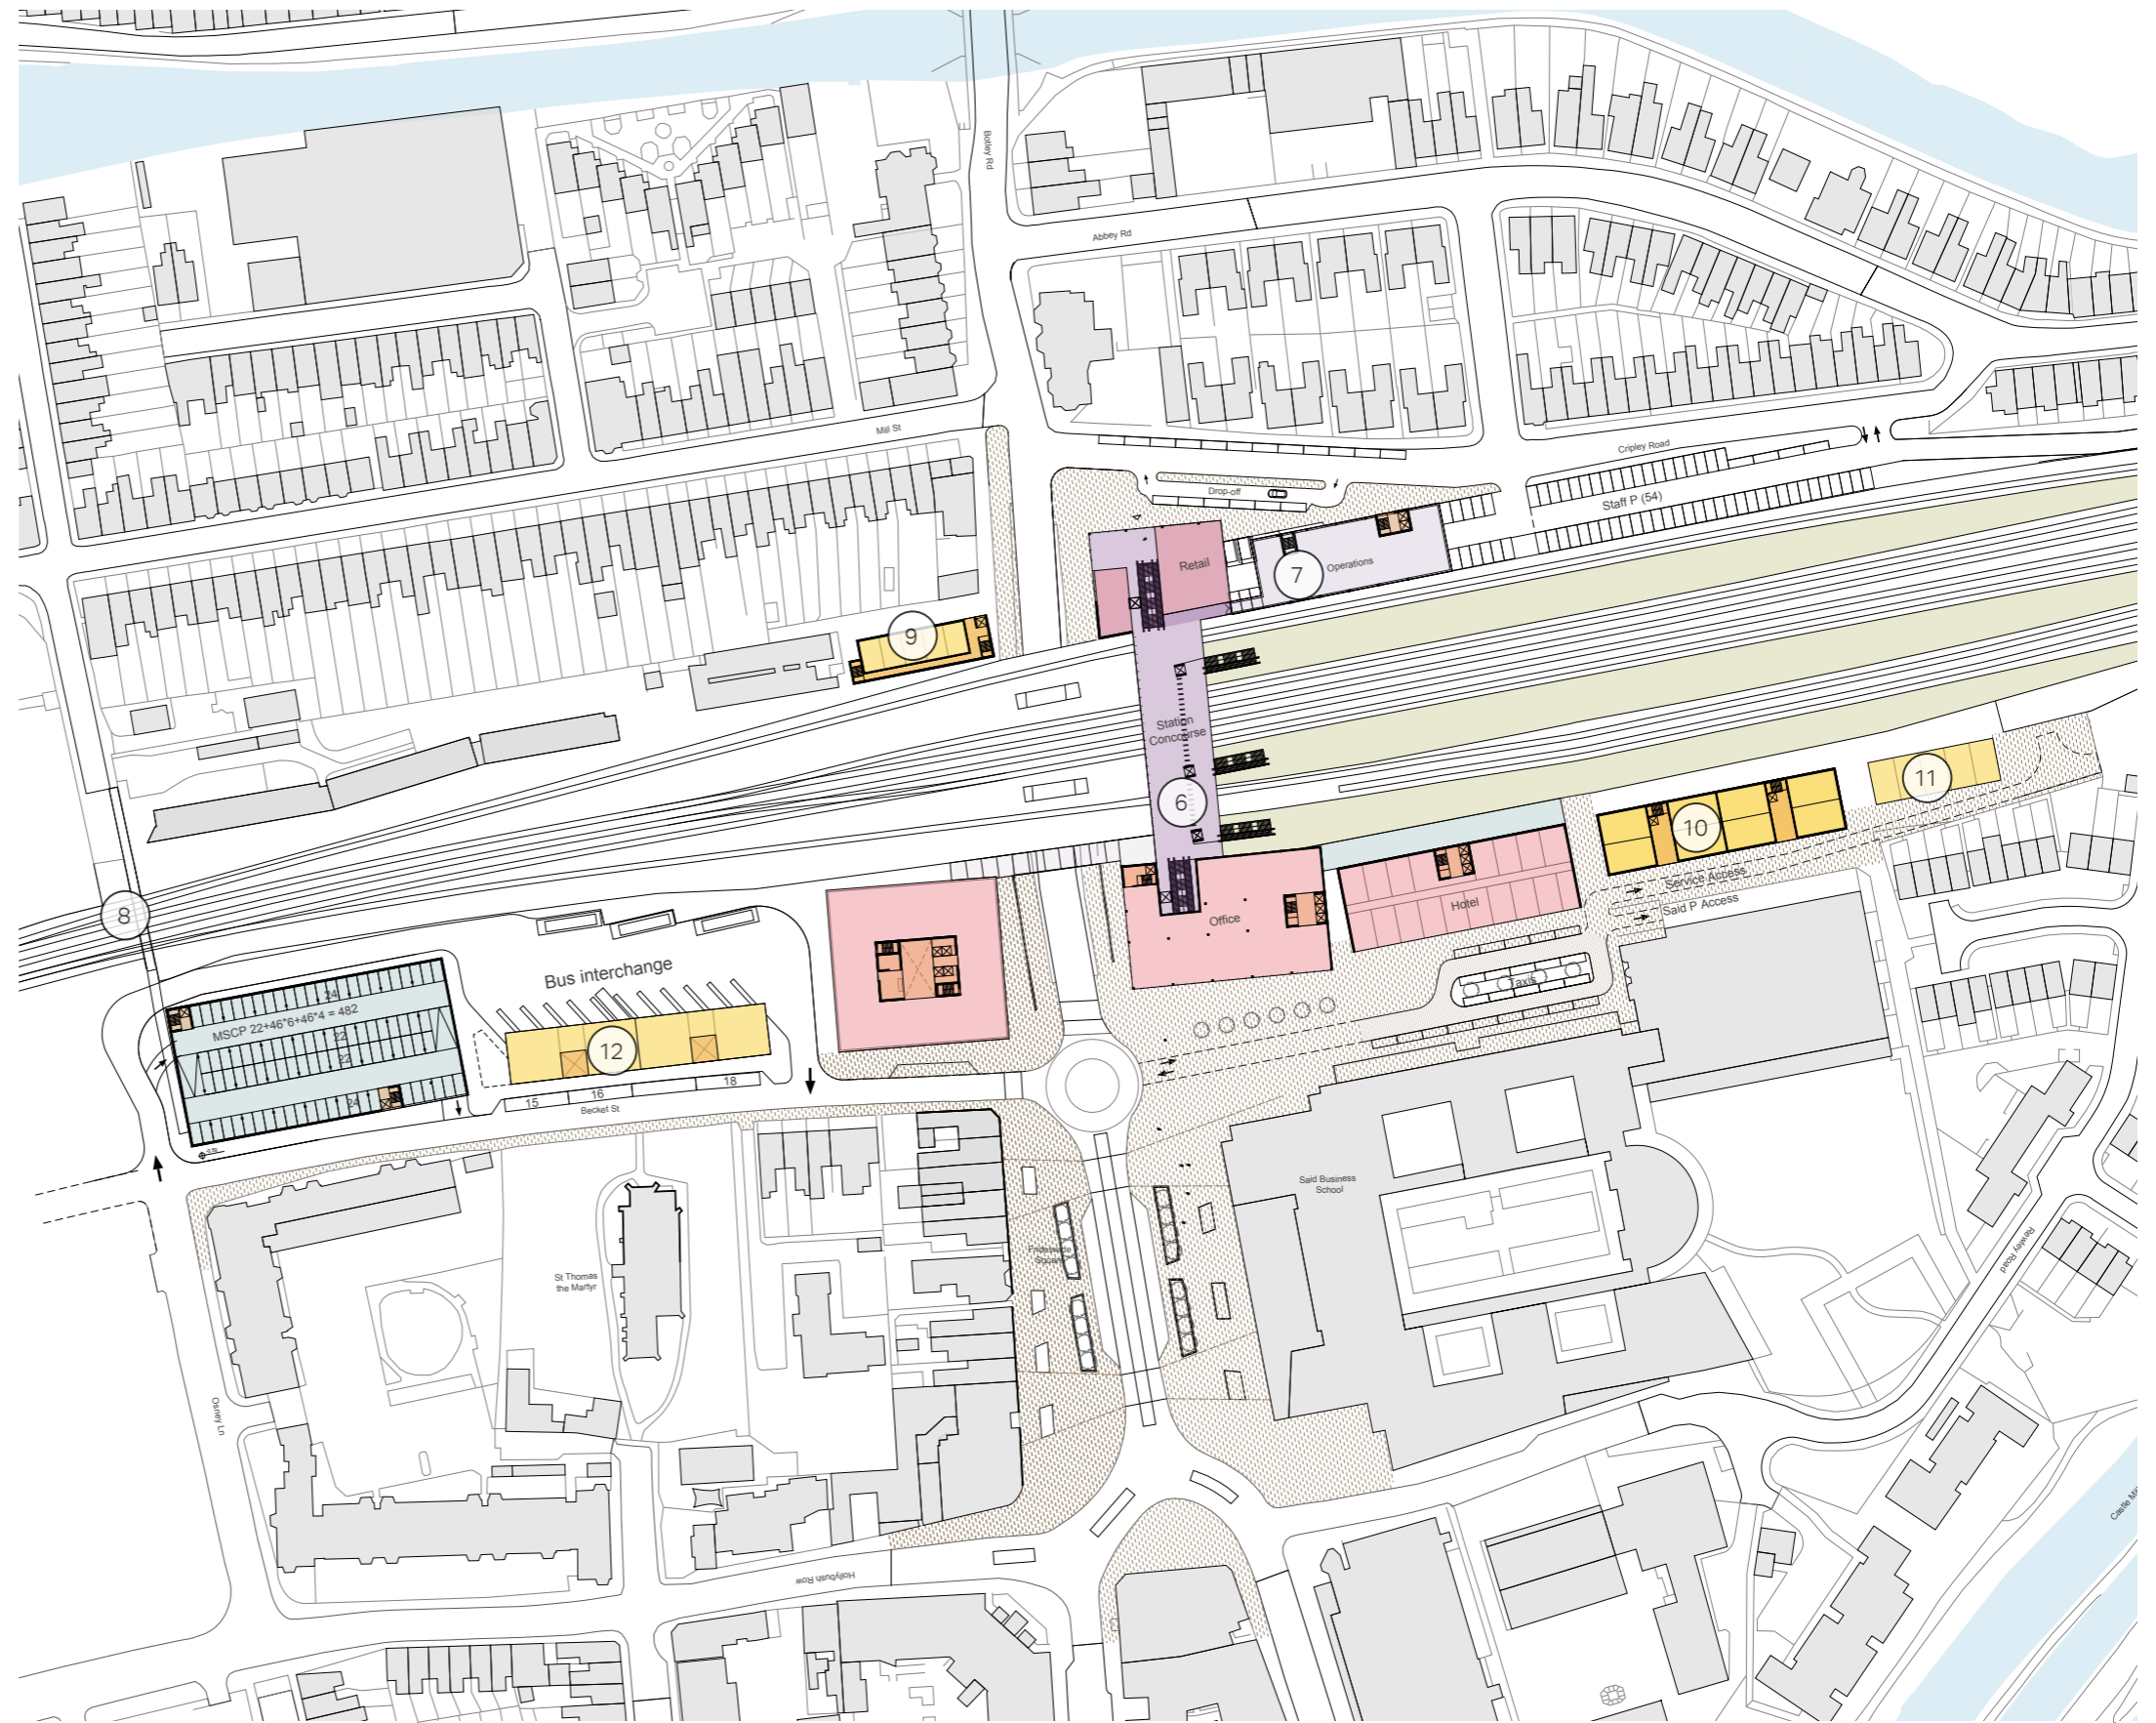 Botley Rd
Abbey Rd
Mill St
Cripley Road
Drop-off
Staff P (54)
Retail
7
Operations
9
Station
Concourse
6
11
10
8
Service Access
Said P Access
Office
Hotel
Bus interchange
Taxis
24
MSCP 22+46*6+46*4 = 482
22
22
24
12
15
16
18
Becket St
Said Business
School
St Thomas
the Martyr
Frideswide
Square
Rewley Road
Osney Ln
Hollybush Row